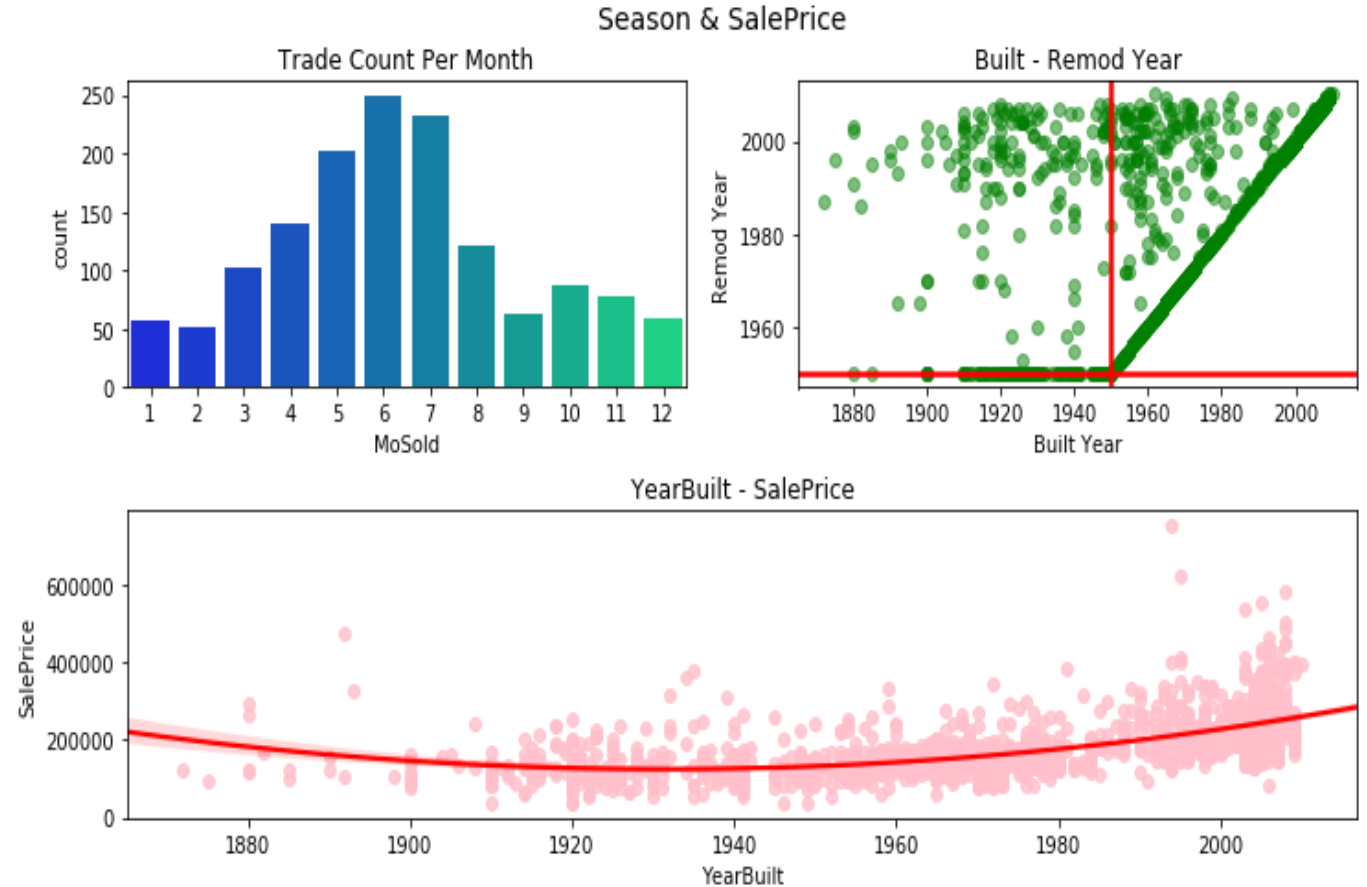 Season & SalePrice
Trade Count Per Month
count
250
200
150
100
50
0
1 2 3 4 5 6 7 8 9 10 11 12
MoSold
Built - Remod Year
Remod Year
2000
1980
1960
1880 1900 1920 1940 1960 1980 2000
Built Year
YearBuilt - SalePrice
SalePrice
600000
400000
200000
0
1880 1900 1920 1940 1960 1980 2000
YearBuilt